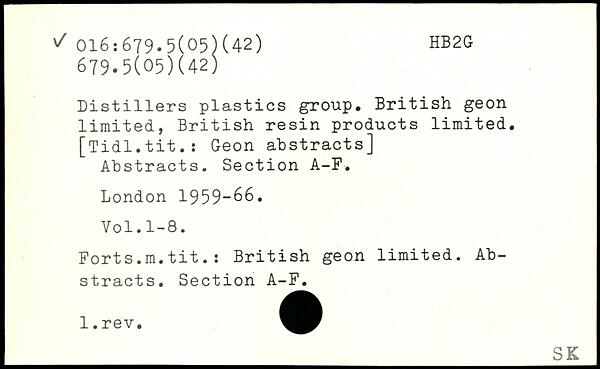 ✓ 016:679.5(05)(42) HB2G
679.5(05)(42)
Distillers plastics group. British geon
limited, British resin products limited.
[Tidl.tit.: Geon abstracts]
Abstracts. Section A-F.
London 1959-66.
Vol.1-8.
Forts.m.tit.: British geon limited. Ab-
stracts. Section A-F.
1.rev.
SK